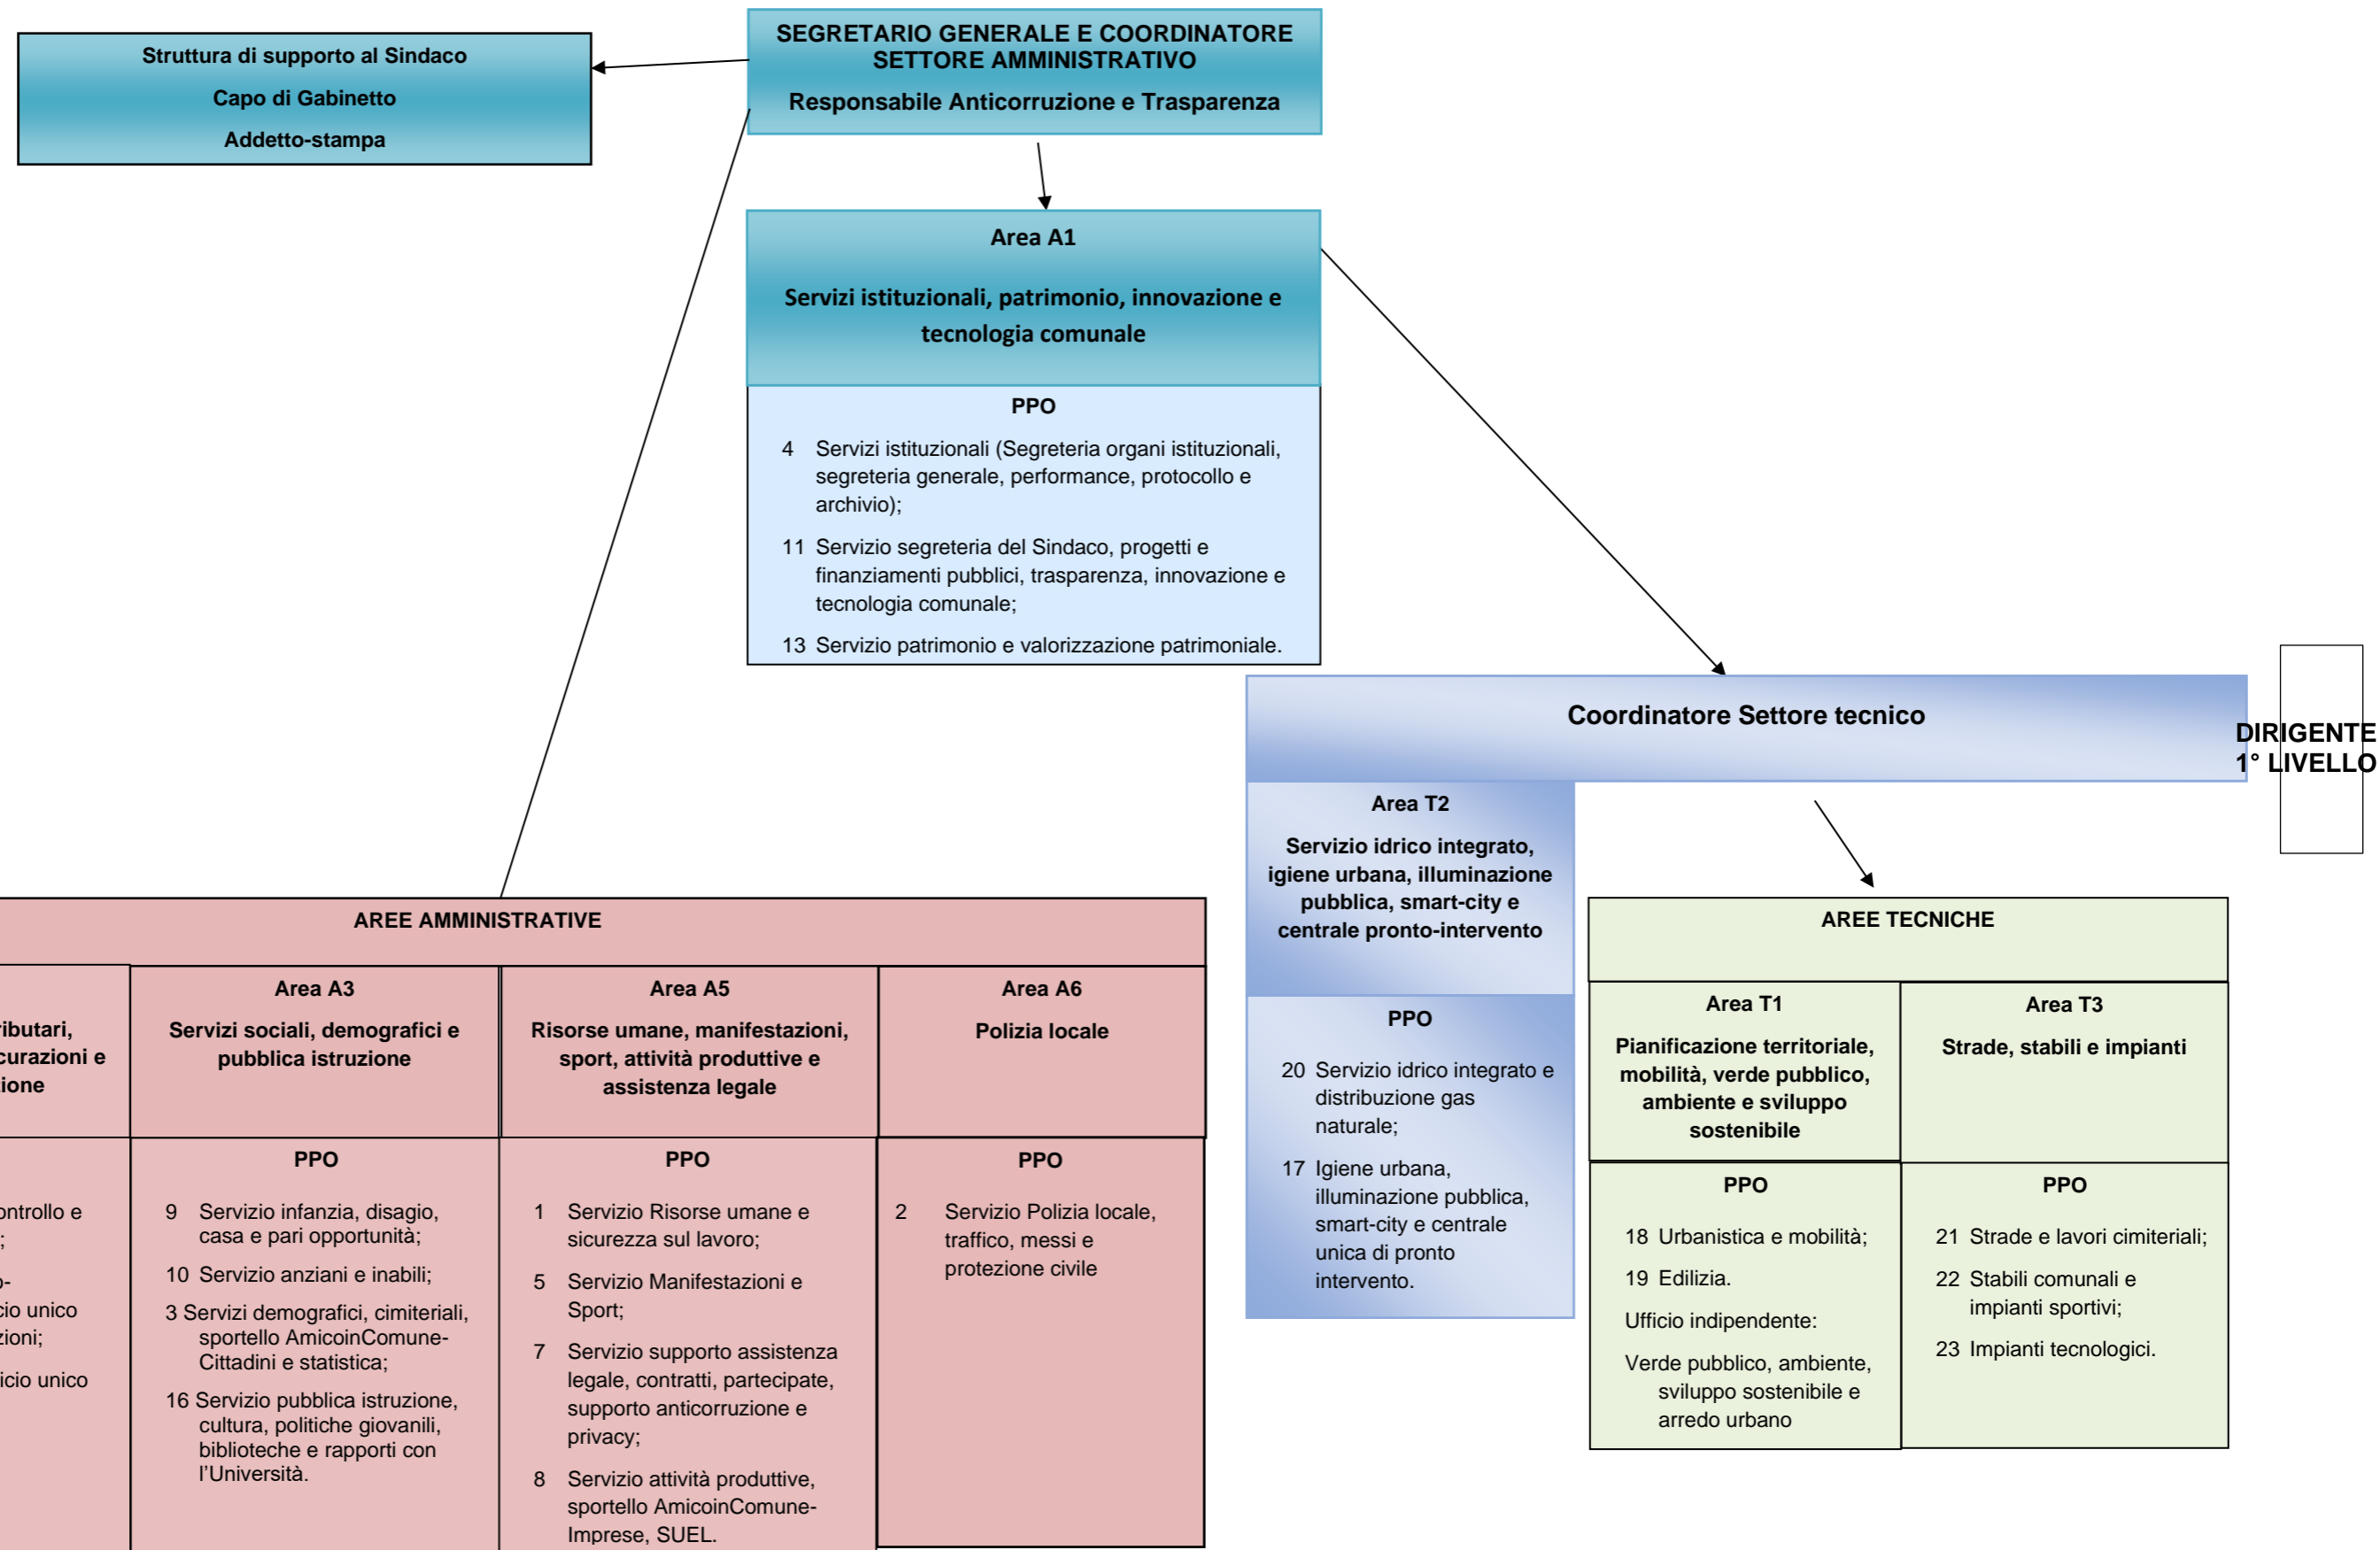 Struttura di supporto al Sindaco
Capo di Gabinetto
Addetto-stampa
SEGRETARIO GENERALE E COORDINATORE
SETTORE AMMINISTRATIVO
Responsabile Anticorruzione e Trasparenza
Area A1
Servizi istituzionali, patrimonio, innovazione e
tecnologia comunale
PPO
4 Servizi istituzionali (Segreteria organi istituzionali,
segreteria generale, performance, protocollo e
archivio);
11 Servizio segreteria del Sindaco, progetti e
finanziamenti pubblici, trasparenza, innovazione e
tecnologia comunale;
13 Servizio patrimonio e valorizzazione patrimoniale.
Coordinatore Settore tecnico
DIRIGENTE
1° LIVELLO
Area T2
Servizio idrico integrato,
igiene urbana, illuminazione
pubblica, smart-city e
centrale pronto-intervento
PPO
20 Servizio idrico integrato e
distribuzione gas
naturale;
17 Igiene urbana,
illuminazione pubblica,
smart-city e centrale
unica di pronto
intervento.
AREE TECNICHE
Area T1
Pianificazione territoriale,
mobilità, verde pubblico,
ambiente e sviluppo
sostenibile
PPO
18 Urbanistica e mobilità;
19 Edilizia.
Ufficio indipendente:
Verde pubblico, ambiente,
sviluppo sostenibile e
arredo urbano
Area T3
Strade, stabili e impianti
PPO
21 Strade e lavori cimiteriali;
22 Stabili comunali e
impianti sportivi;
23 Impianti tecnologici.
AREE AMMINISTRATIVE
ributari,
curazioni e
zione
ontrollo e
;
o-
cio unico
zioni;
icio unico
Area A3
Servizi sociali, demografici e
pubblica istruzione
PPO
9 Servizio infanzia, disagio,
casa e pari opportunità;
10 Servizio anziani e inabili;
3 Servizi demografici, cimiteriali,
sportello AmicoinComune-
Cittadini e statistica;
16 Servizio pubblica istruzione,
cultura, politiche giovanili,
biblioteche e rapporti con
l’Università.
Area A5
Risorse umane, manifestazioni,
sport, attività produttive e
assistenza legale
PPO
1 Servizio Risorse umane e
sicurezza sul lavoro;
5 Servizio Manifestazioni e
Sport;
7 Servizio supporto assistenza
legale, contratti, partecipate,
supporto anticorruzione e
privacy;
8 Servizio attività produttive,
sportello AmicoinComune-
Imprese, SUEL.
Area A6
Polizia locale
PPO
2 Servizio Polizia locale,
traffico, messi e
protezione civile